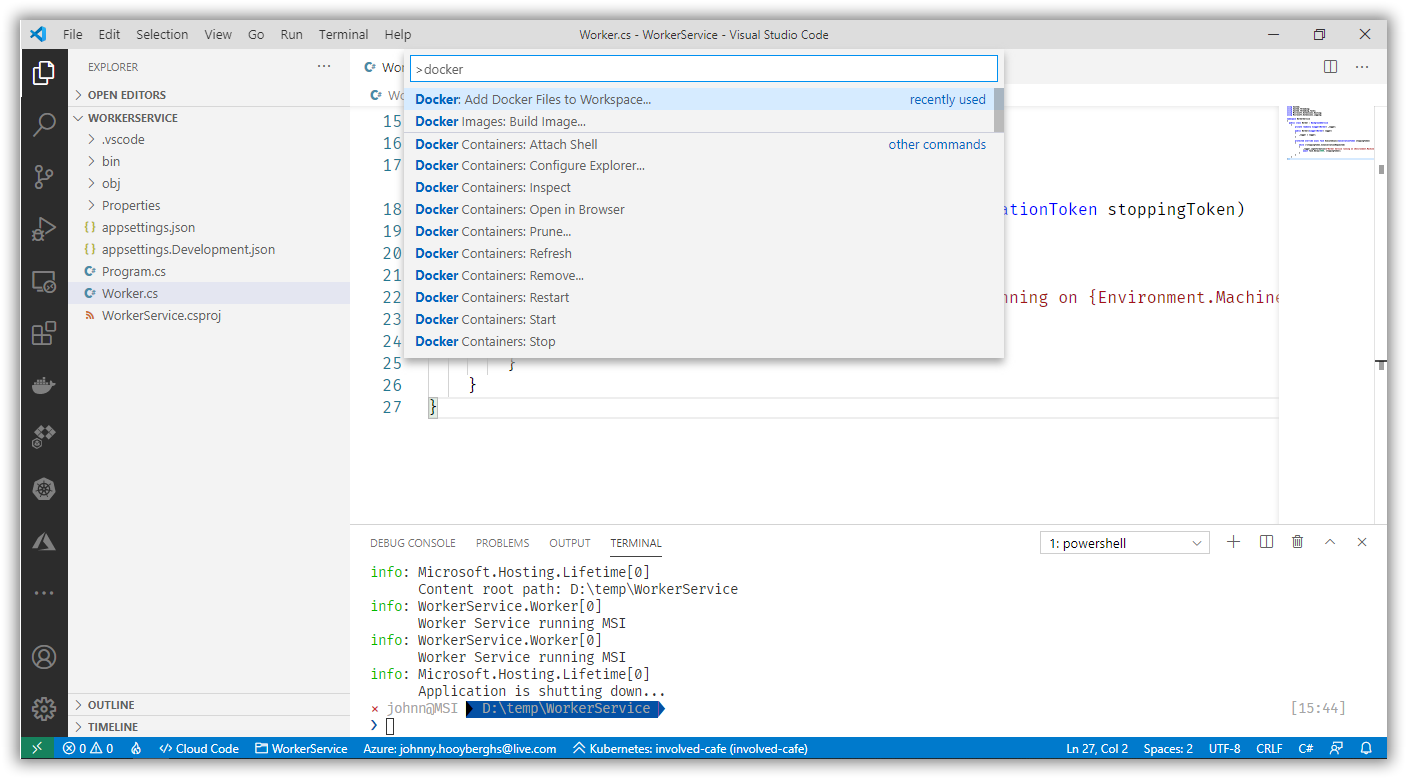 File Edit Selection View Go Run Terminal Help Worker.cs - WorkerService - Visual Studio Code
EXPLORER
OPEN EDITORS
WORKERSERVICE
.vscode
bin
obj
Properties
{} appsettings.json
{} appsettings.Development.json
C# Program.cs
C# Worker.cs
WorkerService.csproj
OUTLINE
TIMELINE
>docker
Docker: Add Docker Files to Workspace... recently used
Docker Images: Build Image...
Docker Containers: Attach Shell other commands
Docker Containers: Configure Explorer...
Docker Containers: Inspect
Docker Containers: Open in Browser
Docker Containers: Prune...
Docker Containers: Refresh
Docker Containers: Remove...
Docker Containers: Restart
Docker Containers: Start
Docker Containers: Stop
15
16
17
18 ationToken stoppingToken)
19
20
21
22 nning on {Environment.Machine
23
24
25 }
26 }
27 }
DEBUG CONSOLE PROBLEMS OUTPUT TERMINAL 1: powershell
info: Microsoft.Hosting.Lifetime[0]
Content root path: D:\temp\WorkerService
info: WorkerService.Worker[0]
Worker Service running MSI
info: WorkerService.Worker[0]
Worker Service running MSI
info: Microsoft.Hosting.Lifetime[0]
Application is shutting down...
× johnn@MSI D:\temp\WorkerService [15:44]
❯
0 0 Cloud Code WorkerService Azure: johnny.hooyberghs@live.com Kubernetes: involved-cafe (involved-cafe) Ln 27, Col 2 Spaces: 2 UTF-8 CRLF C#